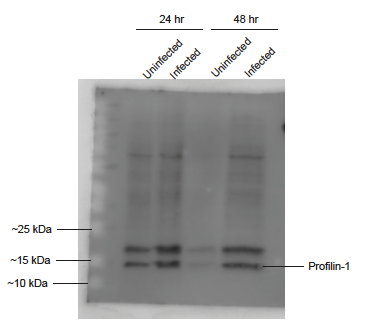 24 hr 48 hr
Uninfected Infected Uninfected Infected
~25 kDa
~15 kDa
Profilin-1
~10 kDa